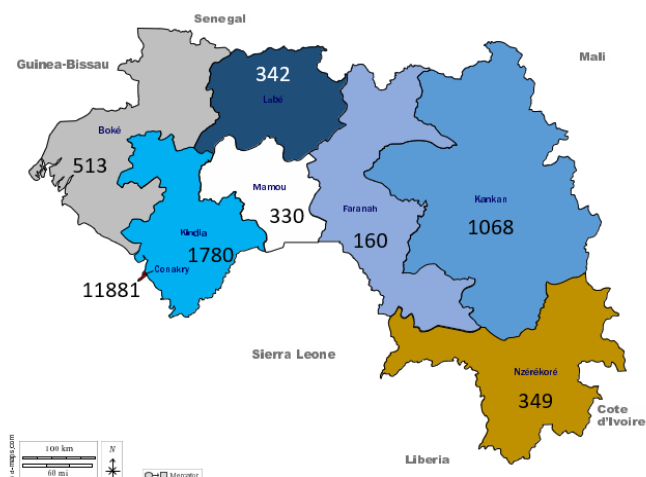 Senegal
Guinea-Bissau
Mali
342
Labé
Boké
513
Mamou
330
Faranah
160
Kankan
1068
Kindia
1780
Conakry
11881
Sierra Leone
Nzérékoré
349
Cote
d'Ivoire
Liberia
100 km
60 mi
N
Mercator